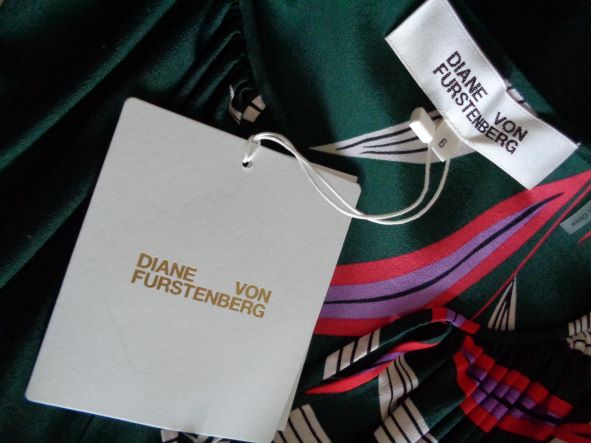 DIANE VON
FURSTENBERG
6
DIANE VON
FURSTENBERG